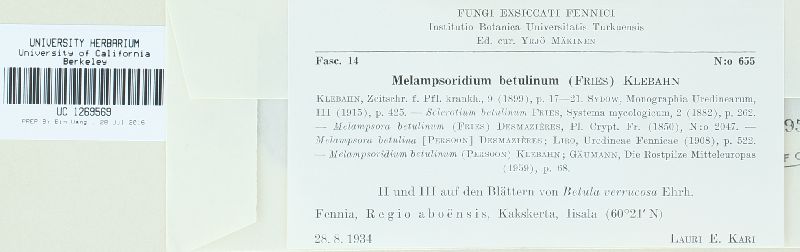 UNIVERSITY HERBARIUM
University of California
Berkeley
UC 1269569
FUNGI EXSICCATI FENNICI
Institutio Botanica Universitatis Turkuensis
Ed. cur. YRJÖ MÄKINEN
Fasc. 14 N:o 655
Melampsoridium betulinum (FRIES) KLEBAHN
KLEBAHN, Zeitschr. f. Pfl. krankh., 9 (1899), p. 17—21. SYDOW, Monographia Uredinearum,
III (1915), p. 425. — Sclerotium betulinum FRIES, Systema mycologicum, 2 (1882), p. 262.
— Melampsora betulinum (FRIES) DESMAZIÈRES, Pl. Crypt. Fr. (1850), N:o 2047. —
Melampsora betulina [PERSOON] DESMAZIÈRES; LIRO, Uredineae Fennicae (1908), p. 522.
— Melampsoridium betulinum (PERSOON) KLEBAHN; GÄUMANN, Die Rostpilze Mitteleuropas
(1959), p. 68.
II und III auf den Blättern von Betula verrucosa Ehrh.
Fennia, Regio aboënsis, Kakskerta, Iisala (60°21′ N)
28. 8. 1934 LAURI E. KARI